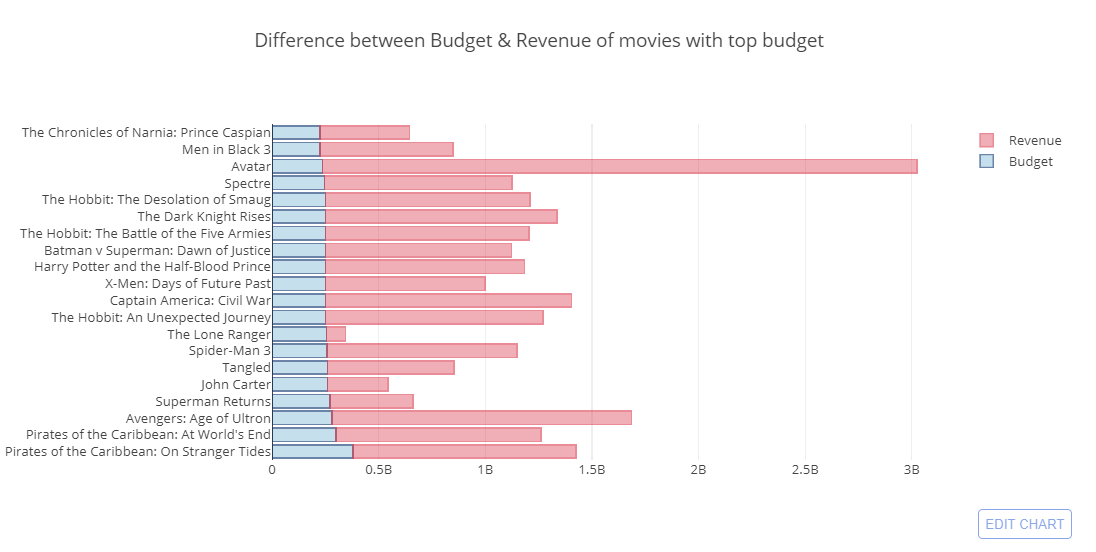 Difference between Budget & Revenue of movies with top budget
The Chronicles of Narnia: Prince Caspian
Men in Black 3
Avatar
Spectre
The Hobbit: The Desolation of Smaug
The Dark Knight Rises
The Hobbit: The Battle of the Five Armies
Batman v Superman: Dawn of Justice
Harry Potter and the Half-Blood Prince
X-Men: Days of Future Past
Captain America: Civil War
The Hobbit: An Unexpected Journey
The Lone Ranger
Spider-Man 3
Tangled
John Carter
Superman Returns
Avengers: Age of Ultron
Pirates of the Caribbean: At World's End
Pirates of the Caribbean: On Stranger Tides
0 0.5B 1B 1.5B 2B 2.5B 3B
Revenue
Budget
EDIT CHART